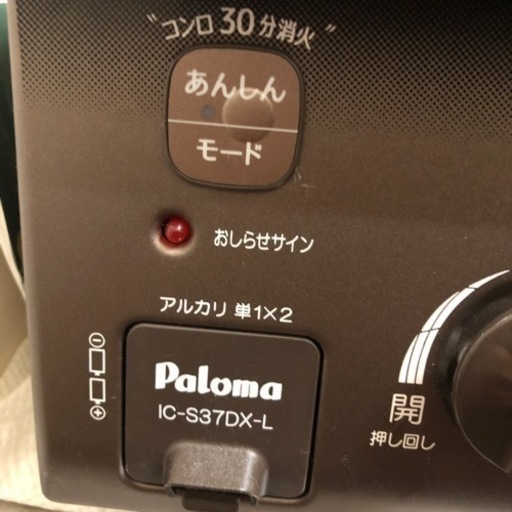 "コンロ30分消火"
あんしん
モード
おしらせサイン
アルカリ 単1×2
Paloma
IC-S37DX-L
開
押し回し